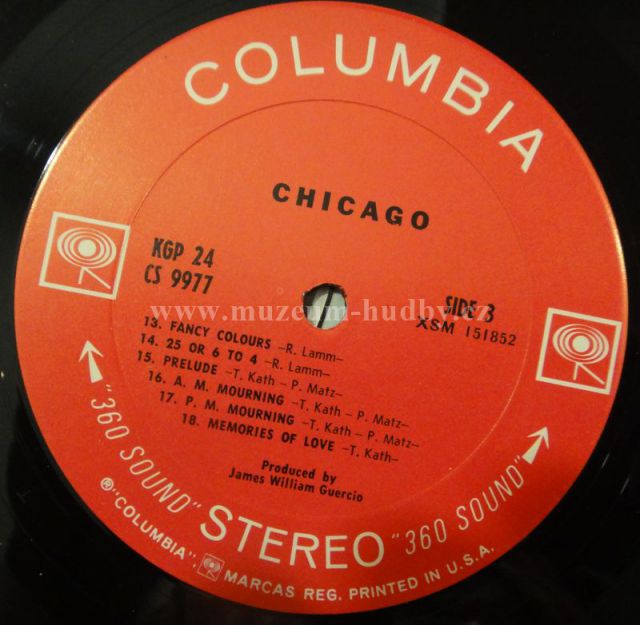 COLUMBIA
CHICAGO
KGP 24
CS 9977
SIDE 3
XSM 151852
www.muzeum-hudby.cz
13. FANCY COLOURS –R. Lamm–
14. 25 OR 6 TO 4 –R. Lamm–
15. PRELUDE –T. Kath – P. Matz–
16. A. M. MOURNING –T. Kath – P. Matz–
17. P. M. MOURNING –T. Kath – P. Matz–
18. MEMORIES OF LOVE –T. Kath–
Produced by
James William Guercio
"360 SOUND" STEREO "360 SOUND"
®"COLUMBIA", MARCAS REG. PRINTED IN U.S.A.